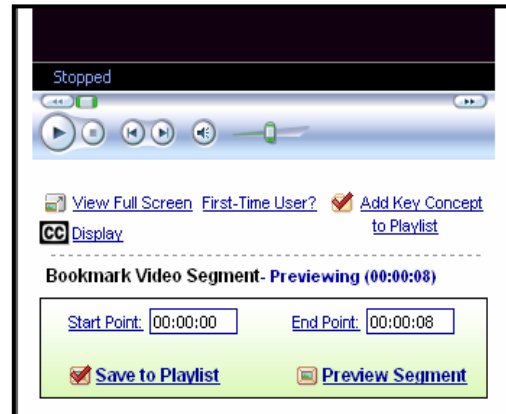 Stopped
View Full Screen First-Time User? Add Key Concept
to Playlist
CC Display
Bookmark Video Segment- Previewing (00:00:08)
Start Point: 00:00:00 End Point: 00:00:08
Save to Playlist Preview Segment